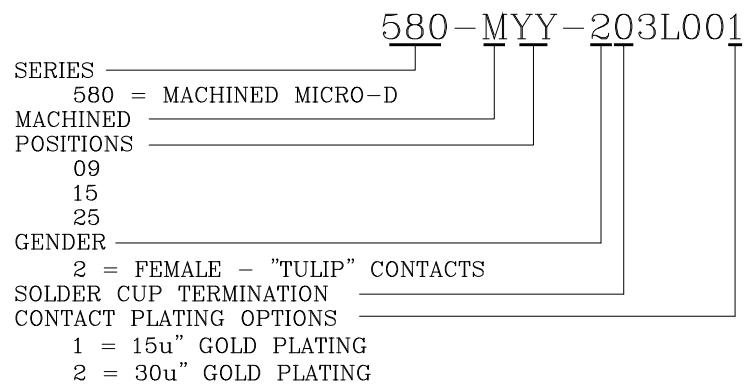 580-MYY-203L001
SERIES
580 = MACHINED MICRO-D
MACHINED
POSITIONS
09
15
25
GENDER
2 = FEMALE - "TULIP" CONTACTS
SOLDER CUP TERMINATION
CONTACT PLATING OPTIONS
1 = 15u" GOLD PLATING
2 = 30u" GOLD PLATING